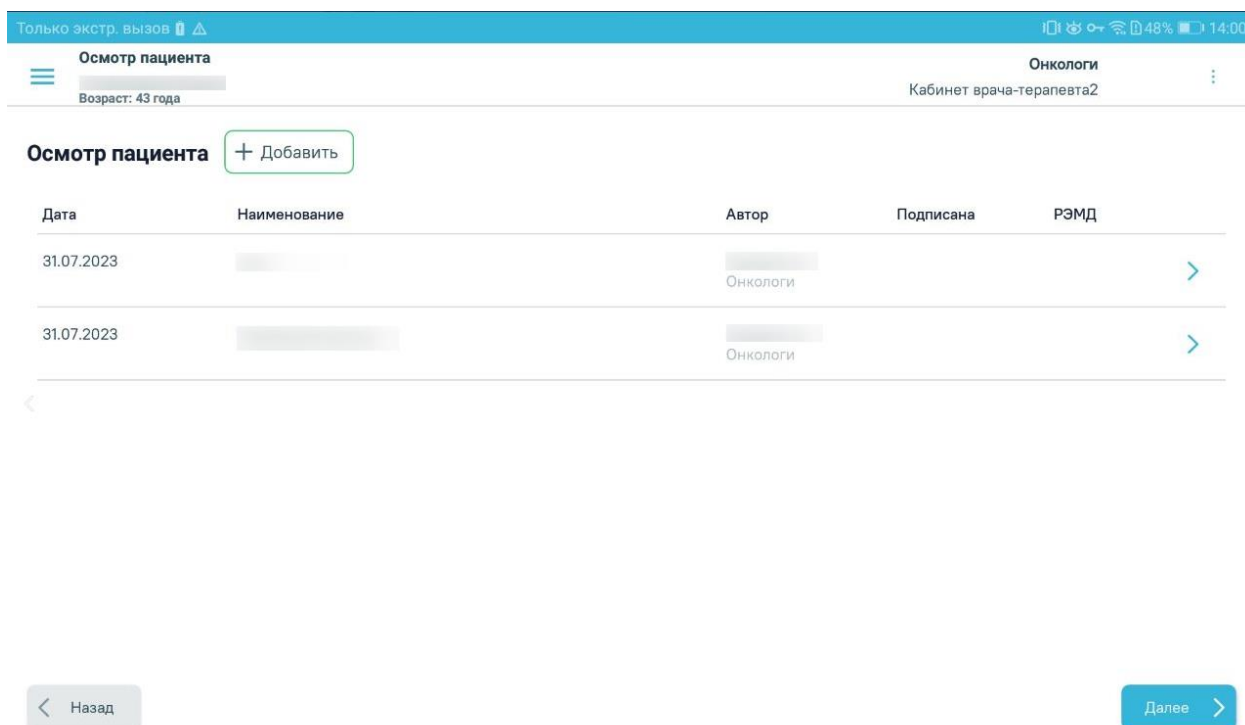 Только экстр. вызов 48% 14:00
Осмотр пациента
Возраст: 43 года
Онкологи
Кабинет врача-терапевта2
Осмотр пациента + Добавить
Дата Наименование Автор Подписана РЭМД
31.07.2023
Онкологи
31.07.2023
Онкологи
Назад Далее